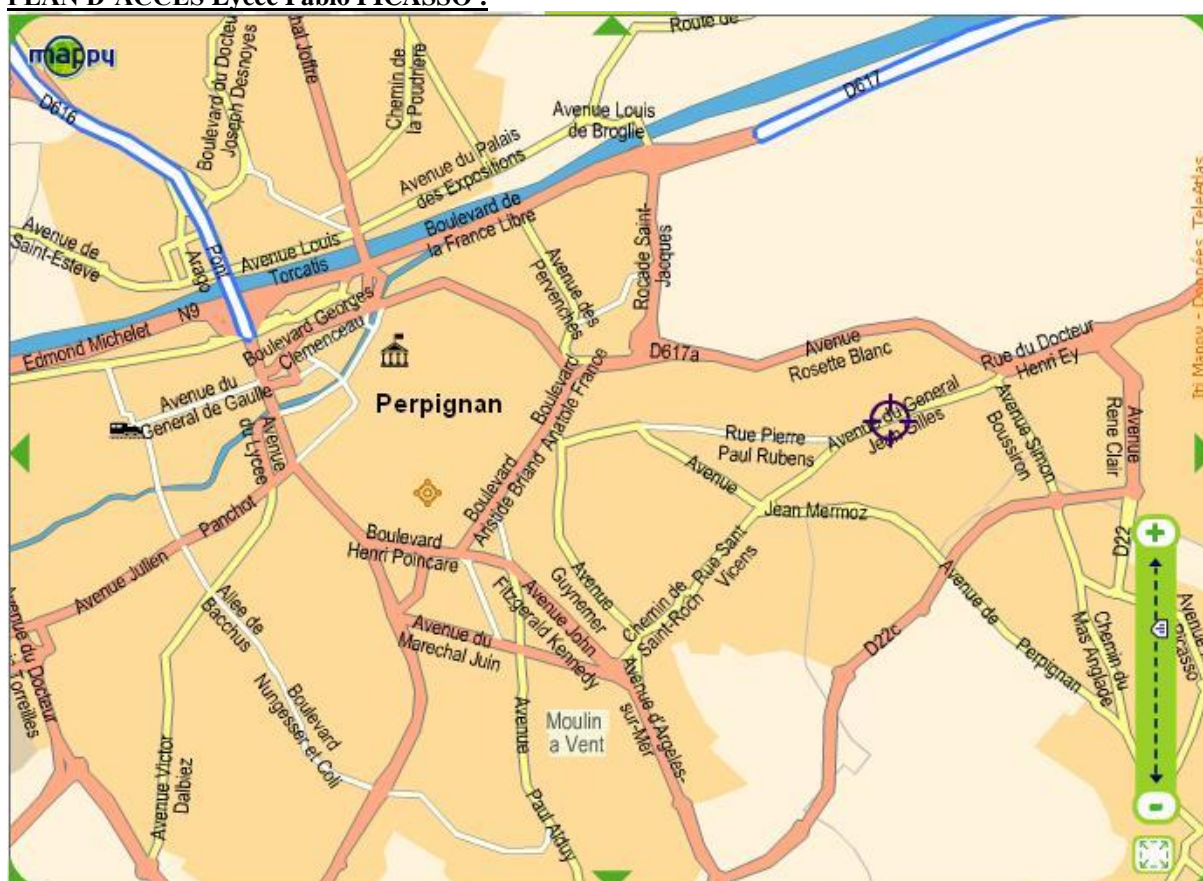 PLAN D'ACCES Lycée Pablo PICASSO :
mappy
D616
Boulevard du Docteur
Joseph Desnoyes
Joffre
Chemin de
la Poudrière
Route de
Avenue Louis
de Broglie
D617
Avenue du Palais
des Expositions
Boulevard de
la France Libre
Avenue de
Saint-Estève
Pont
Arago
Avenue Louis
Torcatis
N9
Edmond Michelet
Boulevard Georges
Clemenceau
Avenue des
Pervenches
Rocade Saint-
Jacques
D617a
Avenue
Rosette Blanc
Rue du Docteur
Henri Ey
Avenue du
General de Gaulle
Perpignan
Avenue
du Lycee
Boulevard
Anatole France
Boulevard
Aristide Briand
Rue Pierre
Paul Rubens
Avenue du General
Jean Gilles
Avenue Simon
Boussiron
Avenue
Rene Clair
Avenue
Jean Mermoz
Avenue Julien
Panchot
Boulevard
Henri Poincare
Rue Sant
Vicens
Chemin de
Saint-Roch
Avenue
Guynemer
D22
D22c
Allee de
Bacchus
Avenue du
Marechal Juin
Avenue John
Fitzgerald Kennedy
Avenue de
Perpignan
Chemin du
Mas Anglade
Avenue
Picasso
Avenue du Docteur
Torreilles
Boulevard
Nungesser et Coli
Avenue d'Argeles-
sur-Mer
Moulin
a Vent
Avenue Victor
Dalbiez
Avenue
Paul Alduy